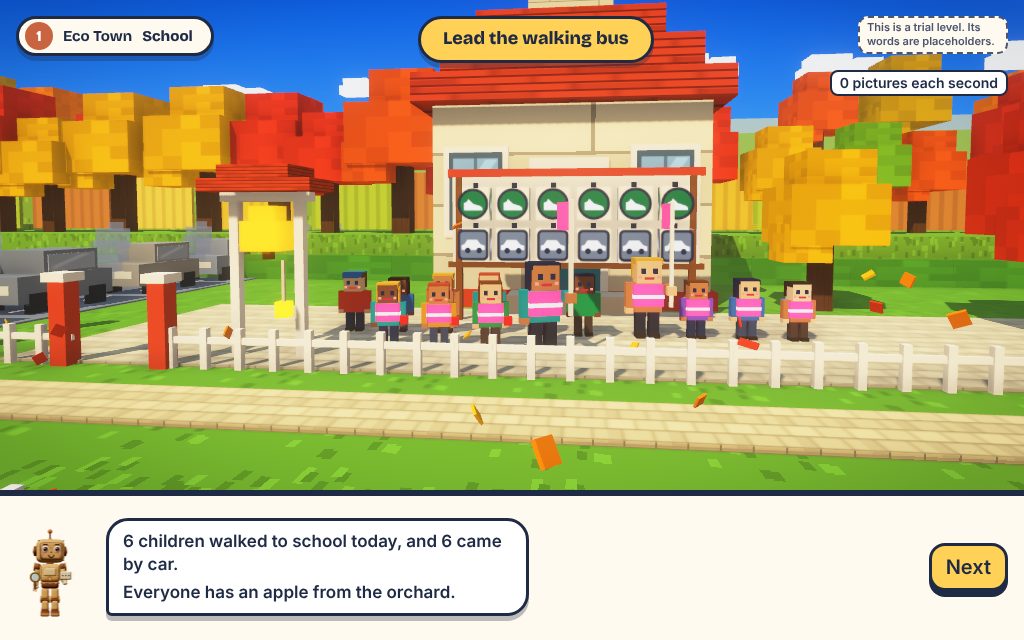 1 Eco Town School
Lead the walking bus
This is a trial level. Its
words are placeholders.
0 pictures each second
6 children walked to school today, and 6 came
by car.
Everyone has an apple from the orchard.
Next